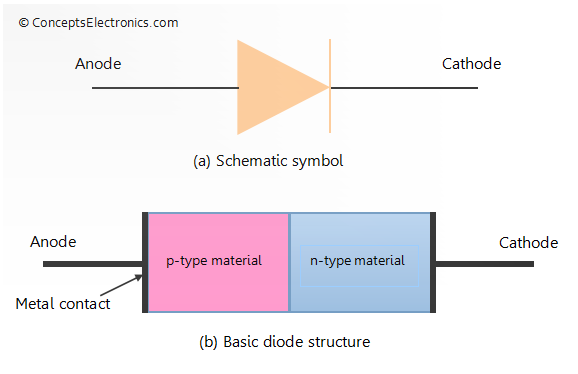 © ConceptsElectronics.com
Anode
Cathode
(a) Schematic symbol
Anode
Cathode
p-type material
n-type material
Metal contact
(b) Basic diode structure